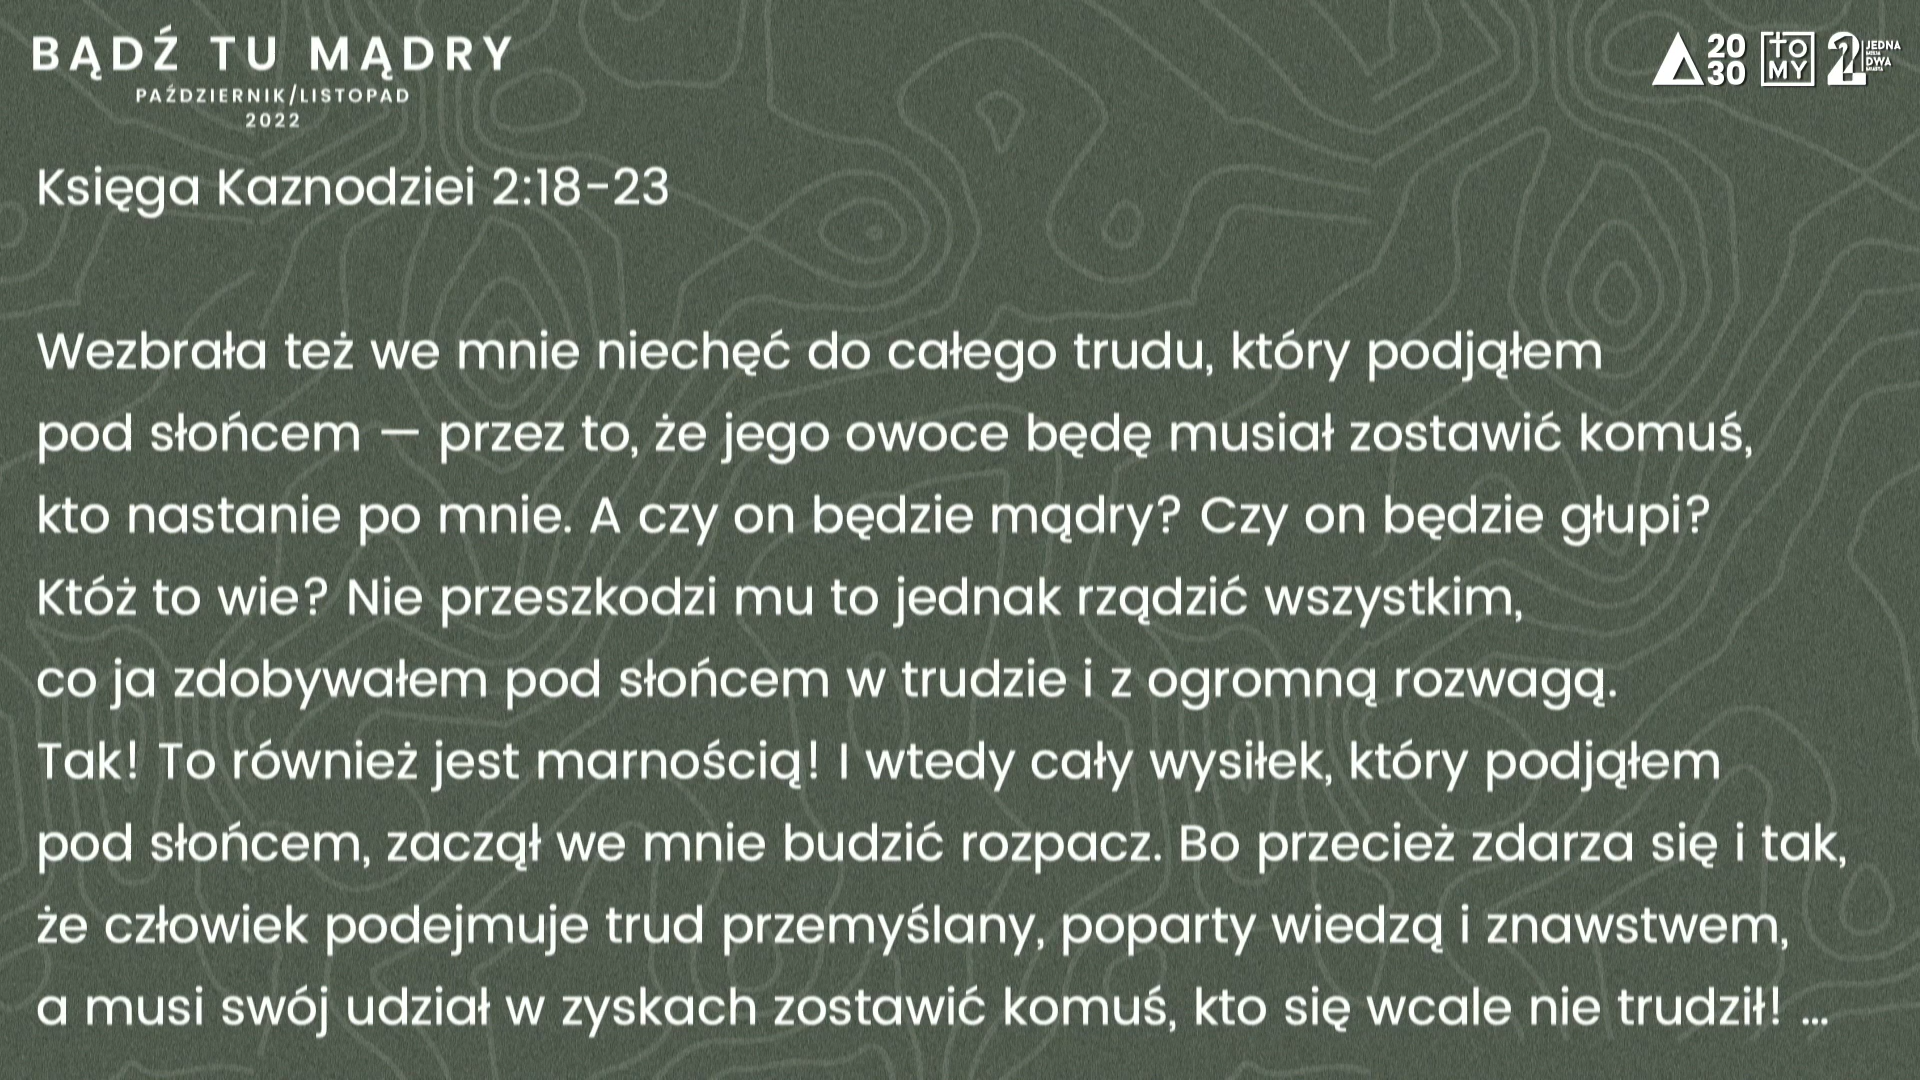 BĄDŹ TU MĄDRY
PAŹDZIERNIK/LISTOPAD
2022
20
30
TO
MY
2
JEDNA
DWA
Księga Kaznodziei 2:18-23
Wezbrała też we mnie niechęć do całego trudu, który podjąłem
pod słońcem — przez to, że jego owoce będę musiał zostawić komuś,
kto nastanie po mnie. A czy on będzie mądry? Czy on będzie głupi?
Któż to wie? Nie przeszkodzi mu to jednak rządzić wszystkim,
co ja zdobywałem pod słońcem w trudzie i z ogromną rozwagą.
Tak! To również jest marnością! I wtedy cały wysiłek, który podjąłem
pod słońcem, zaczął we mnie budzić rozpacz. Bo przecież zdarza się i tak,
że człowiek podejmuje trud przemyślany, poparty wiedzą i znawstwem,
a musi swój udział w zyskach zostawić komuś, kto się wcale nie trudził! ...